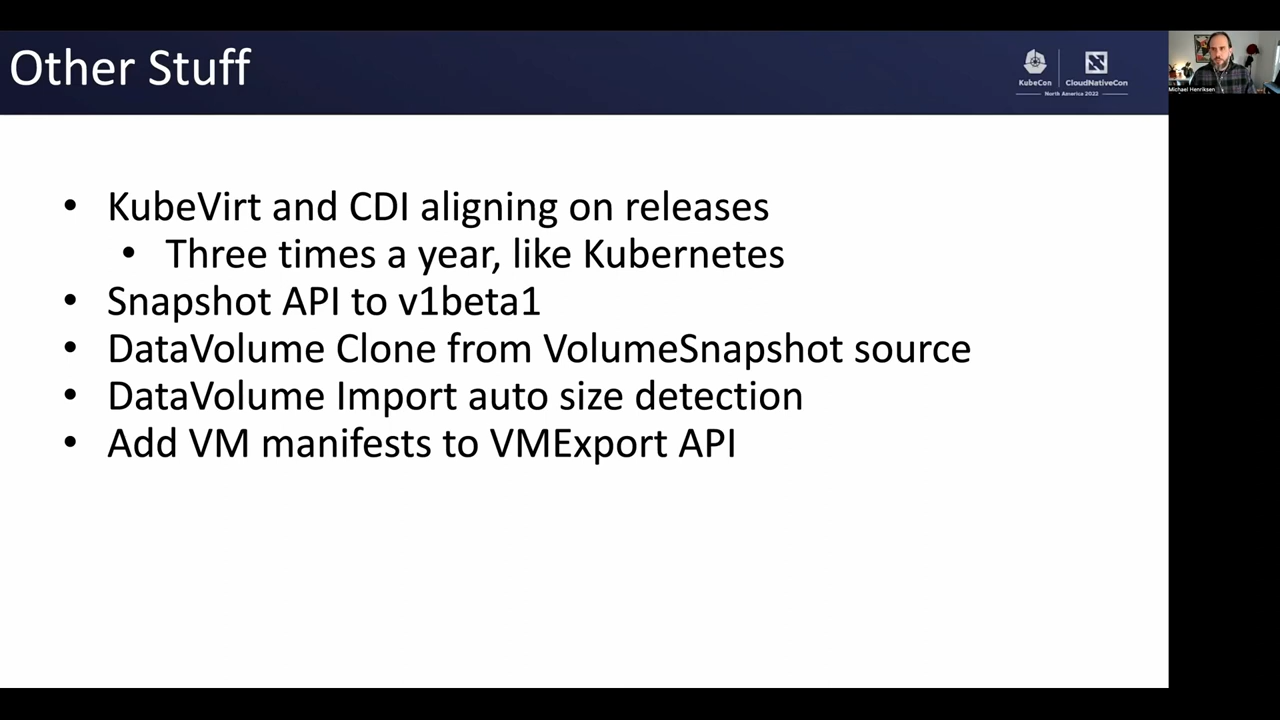 Other Stuff
KubeCon
CloudNativeCon
North America 2022
Michael Henriksen
• KubeVirt and CDI aligning on releases
• Three times a year, like Kubernetes
• Snapshot API to v1beta1
• DataVolume Clone from VolumeSnapshot source
• DataVolume Import auto size detection
• Add VM manifests to VMExport API